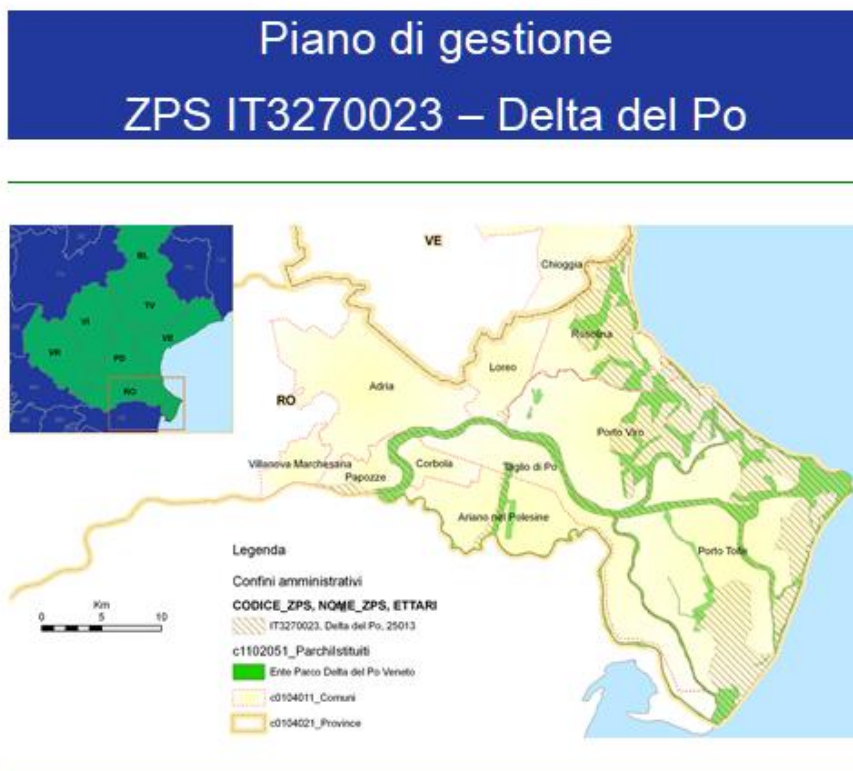 Piano di gestione
ZPS IT3270023 – Delta del Po
BL
TV
VI
VE
VR
PD
RO
VE
Chioggia
Rosolina
Loreo
Adria
RO
Porto Viro
Villanova Marchesana
Corbola
Taglio di Po
Papozze
Ariano nel Polesine
Porto Tolle
Legenda
Confini amministrativi
CODICE_ZPS, NOME_ZPS, ETTARI
IT3270023, Delta del Po, 25013
c1102051_ParchiIstituiti
Ente Parco Delta del Po Veneto
c0104011_Comuni
c0104021_Province
Km
0 5 10